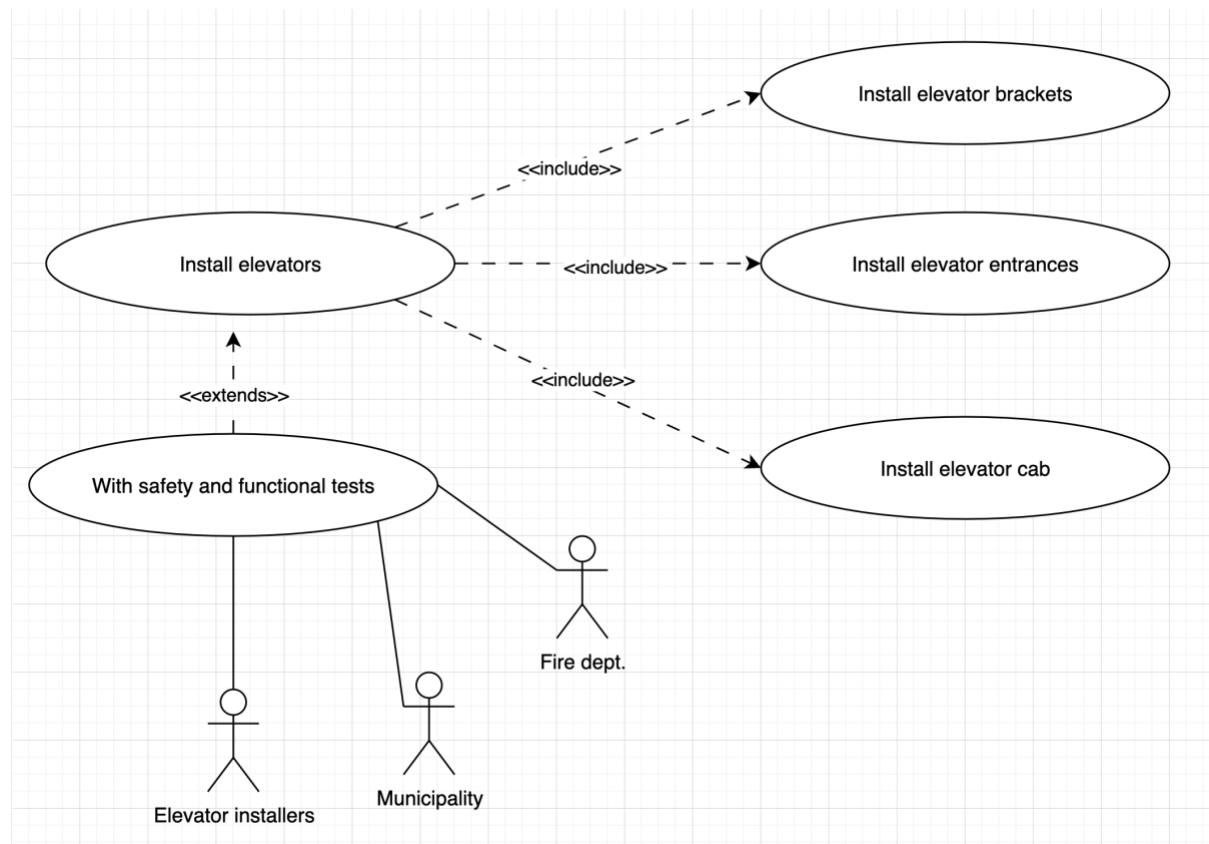 Install elevator brackets
<<include>>
Install elevators
<<include>>
Install elevator entrances
<<include>>
<<extends>>
Install elevator cab
With safety and functional tests
Fire dept.
Municipality
Elevator installers